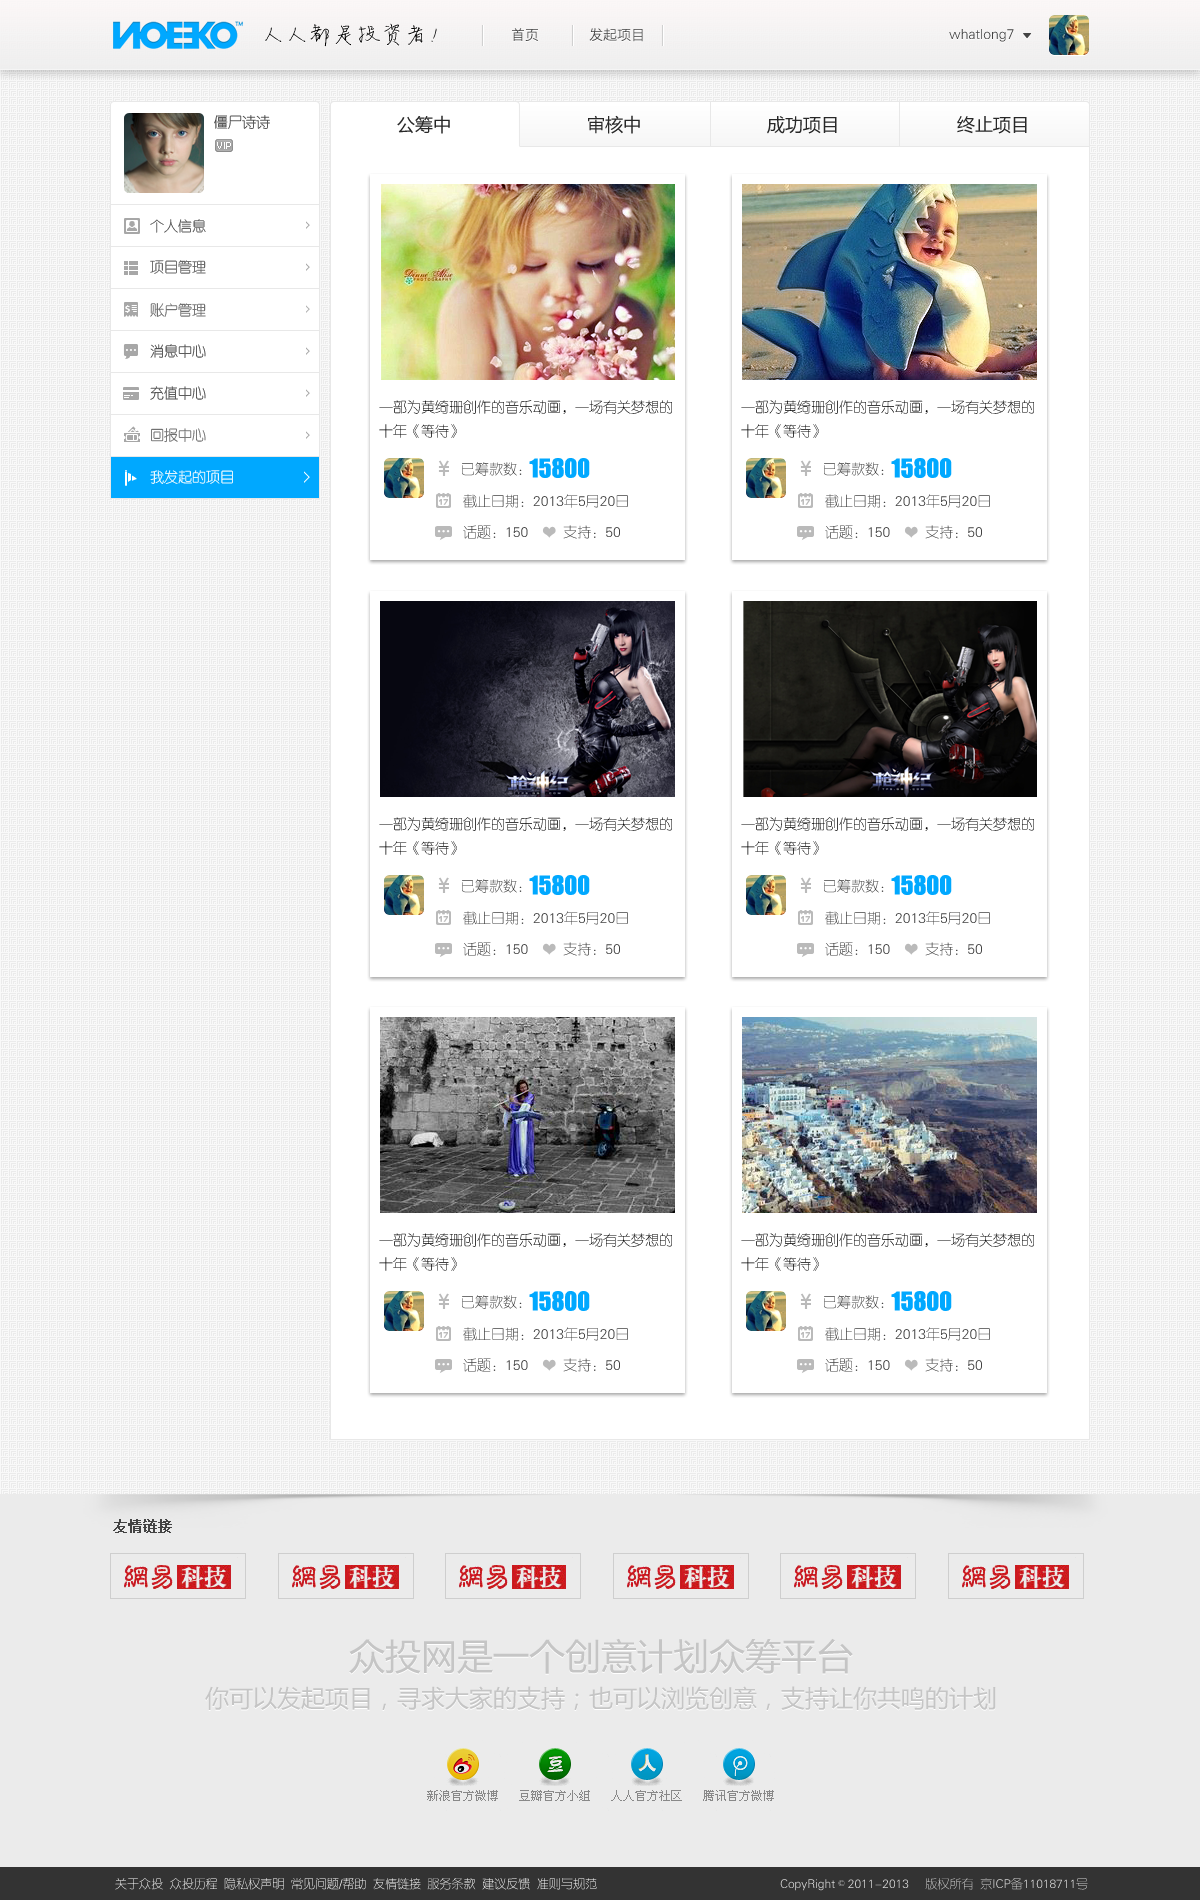 NOEKO™ 人人都是投资者! 首页 发起项目 whatlong7
僵尸诗诗
VIP
个人信息
项目管理
账户管理
消息中心
充值中心
回报中心
我发起的项目
公筹中 审核中 成功项目 终止项目
Dinne Alise
PHOTOGRAPHY
一部为黄绮珊创作的音乐动画，一场有关梦想的
十年《等待》
¥ 已筹款数：15800
17 截止日期：2013年5月20日
话题：150 支持：50
一部为黄绮珊创作的音乐动画，一场有关梦想的
十年《等待》
¥ 已筹款数：15800
17 截止日期：2013年5月20日
话题：150 支持：50
枪神纪
一部为黄绮珊创作的音乐动画，一场有关梦想的
十年《等待》
¥ 已筹款数：15800
17 截止日期：2013年5月20日
话题：150 支持：50
枪神纪
一部为黄绮珊创作的音乐动画，一场有关梦想的
十年《等待》
¥ 已筹款数：15800
17 截止日期：2013年5月20日
话题：150 支持：50
一部为黄绮珊创作的音乐动画，一场有关梦想的
十年《等待》
¥ 已筹款数：15800
17 截止日期：2013年5月20日
话题：150 支持：50
一部为黄绮珊创作的音乐动画，一场有关梦想的
十年《等待》
¥ 已筹款数：15800
17 截止日期：2013年5月20日
话题：150 支持：50
友情链接
網易科技 網易科技 網易科技 網易科技 網易科技 網易科技
众投网是一个创意计划众筹平台
你可以发起项目，寻求大家的支持；也可以浏览创意，支持让你共鸣的计划
豆 人
新浪官方微博 豆瓣官方小组 人人官方社区 腾讯官方微博
关于众投 众投历程 隐私权声明 常见问题/帮助 友情链接 服务条款 建议反馈 准则与规范 CopyRight © 2011-2013 版权所有 京ICP备11018711号